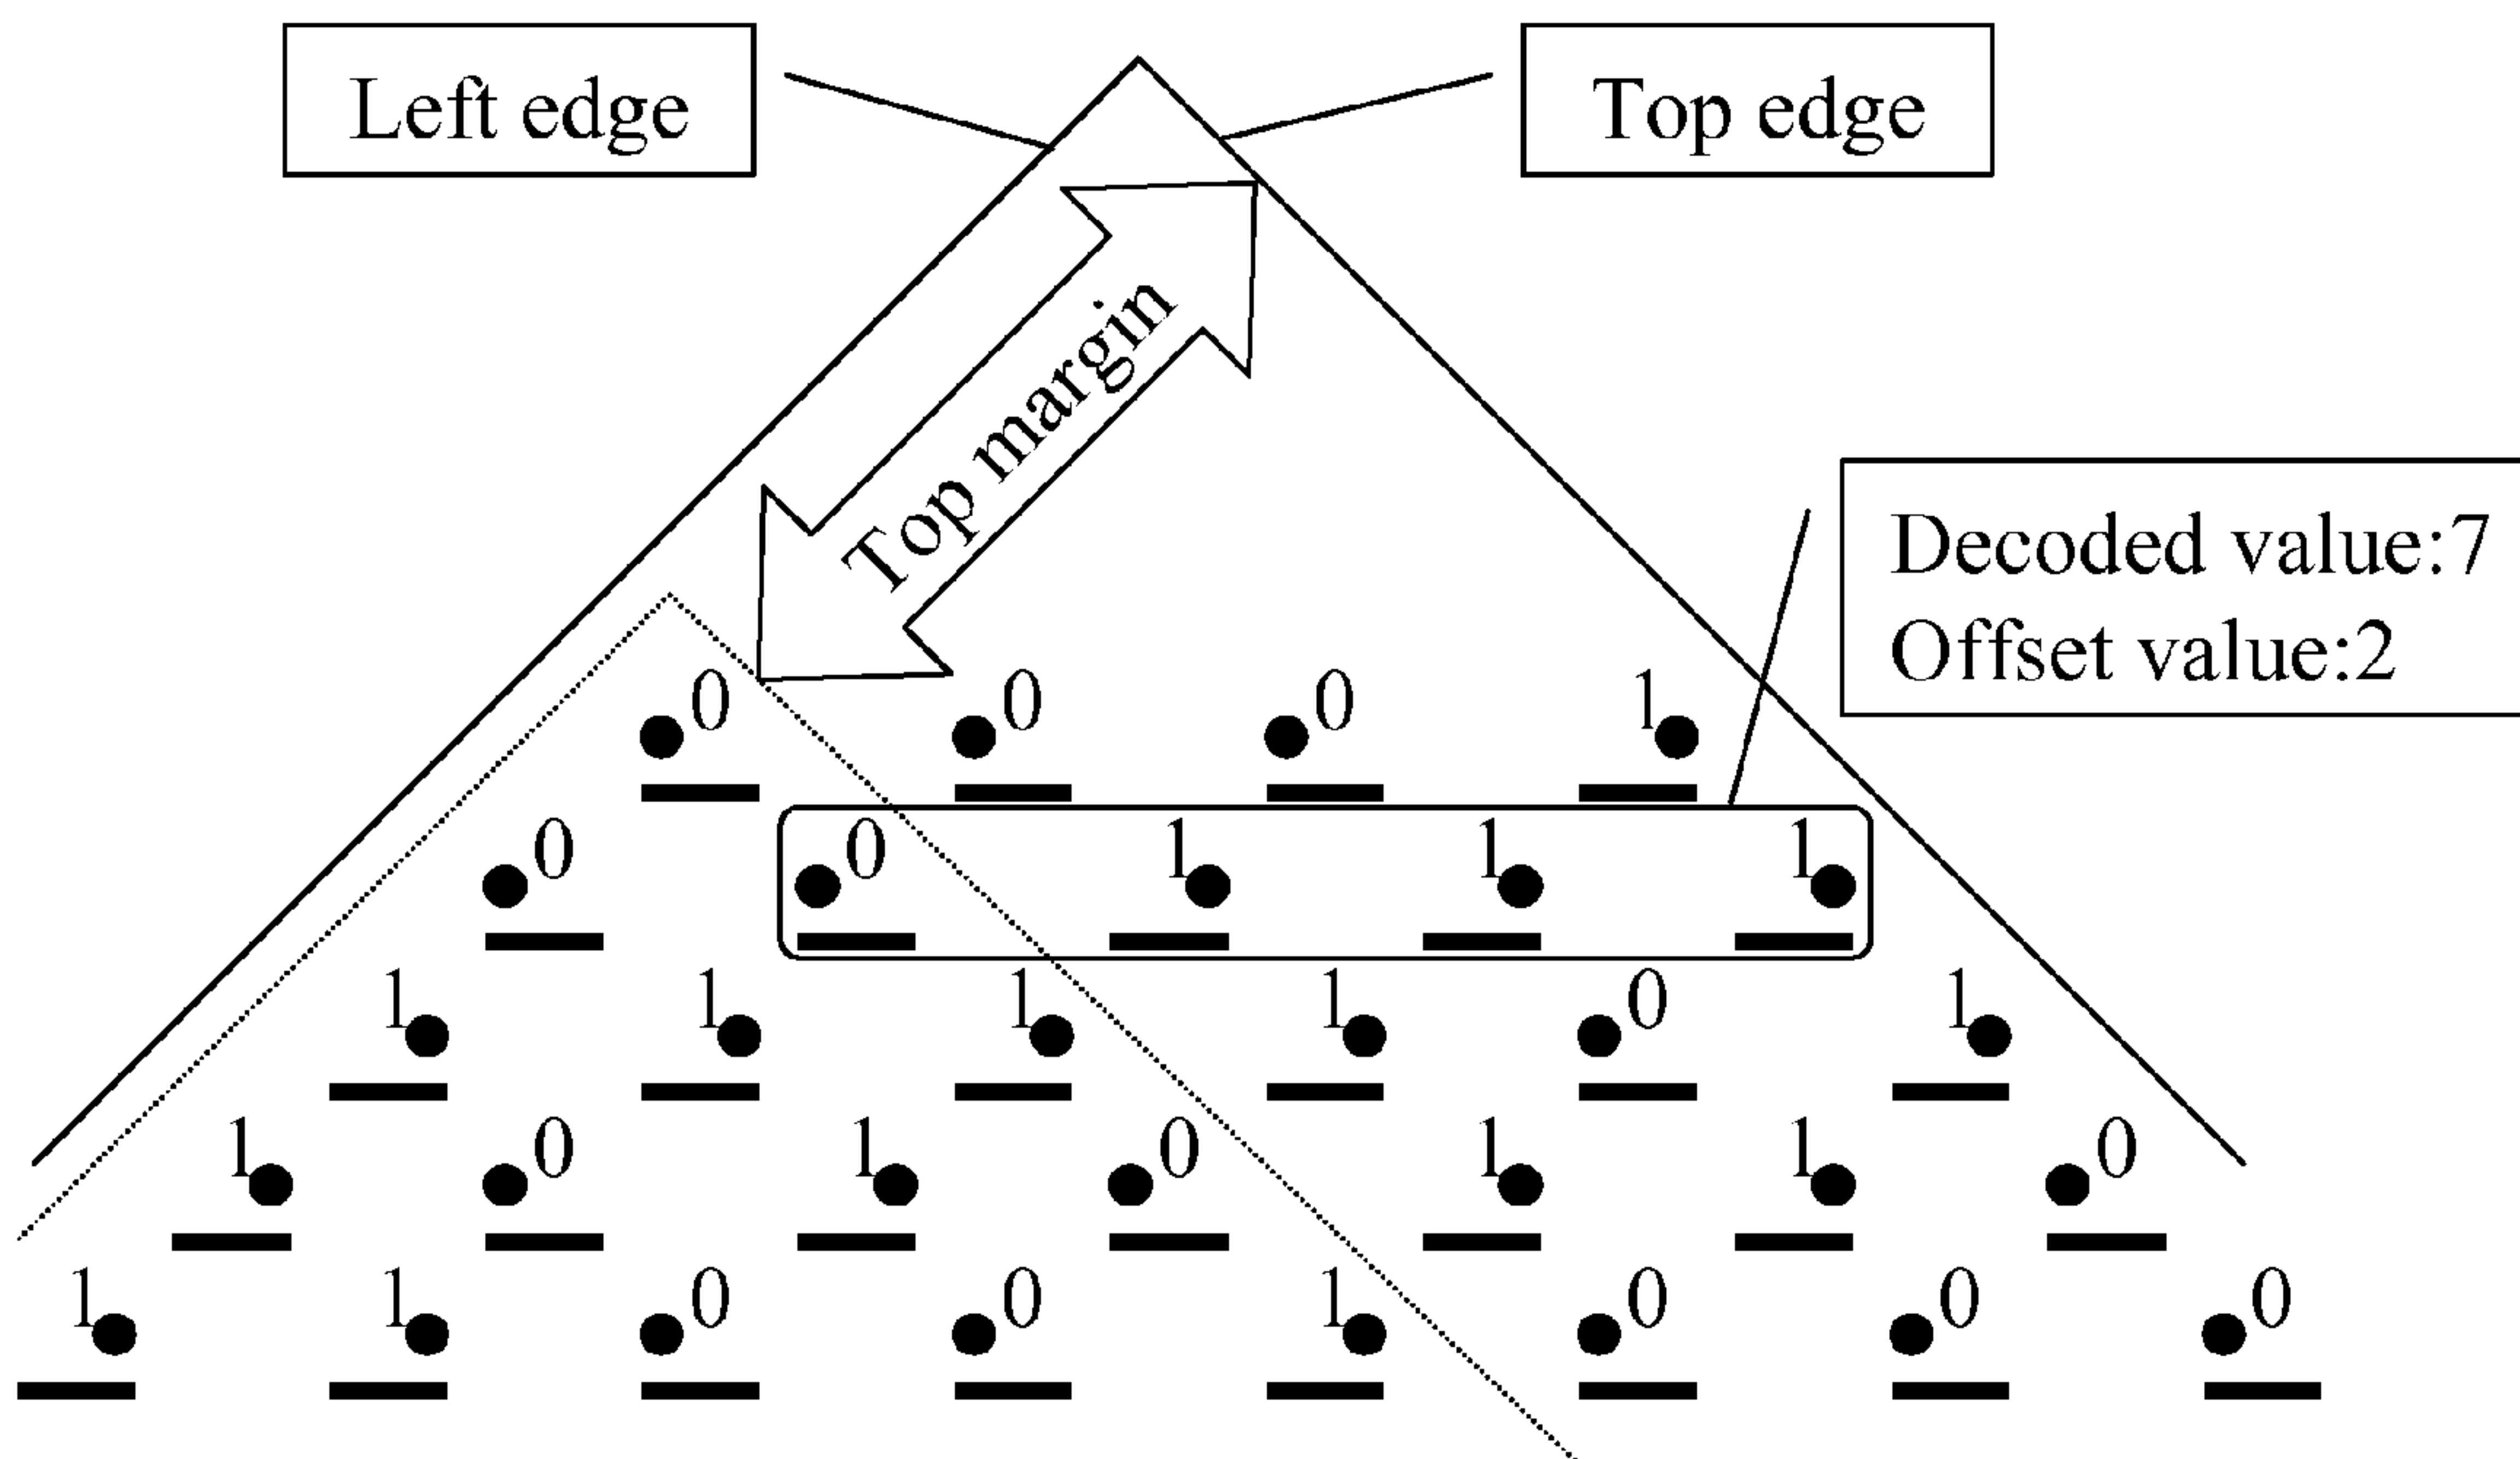 Left edge
Top edge
Top margin
Decoded value:7
Offset value:2
0 0 0 1
0 0 1 1 1
1 1 1 1 0 1
1 0 1 0 1 1 0
1 1 0 0 1 0 0 0